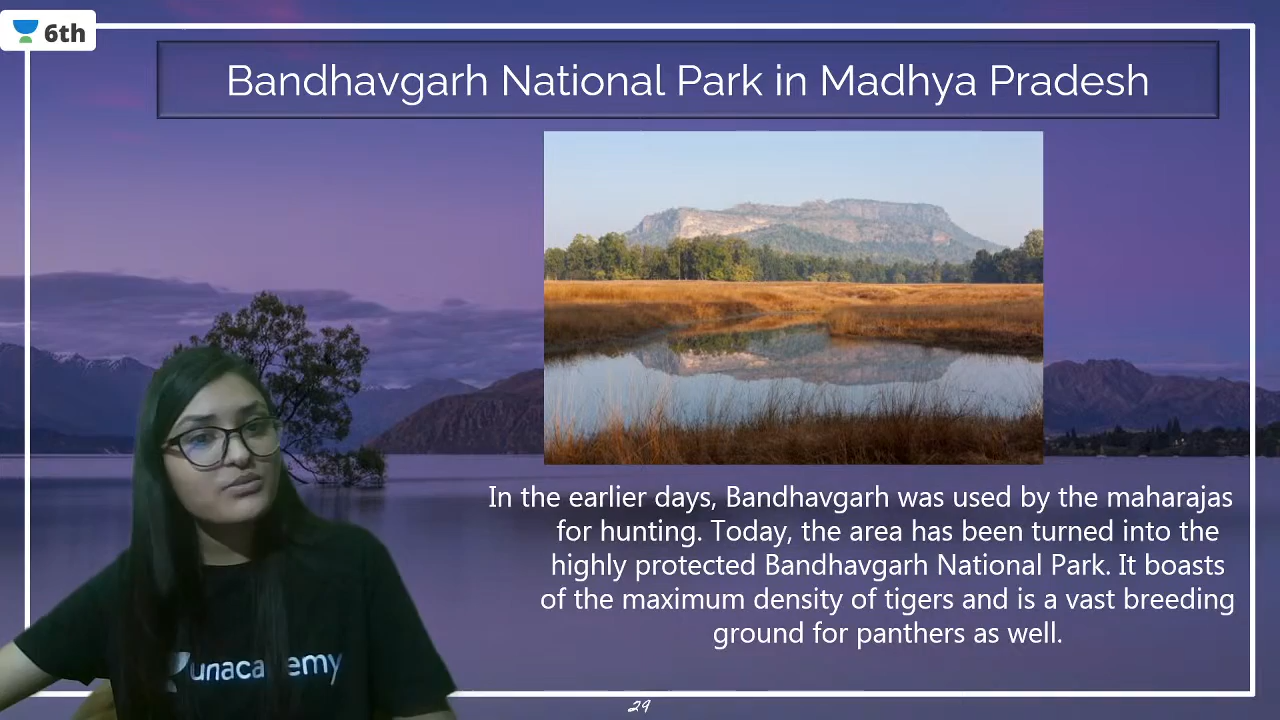 6th
Bandhavgarh National Park in Madhya Pradesh
In the earlier days, Bandhavgarh was used by the maharajas
for hunting. Today, the area has been turned into the
highly protected Bandhavgarh National Park. It boasts
of the maximum density of tigers and is a vast breeding
ground for panthers as well.
unacademy
29